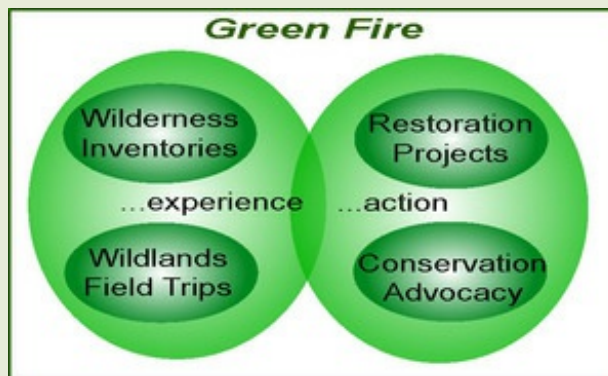 Green Fire
Wilderness
Inventories
Restoration
Projects
...experience
...action
Wildlands
Field Trips
Conservation
Advocacy